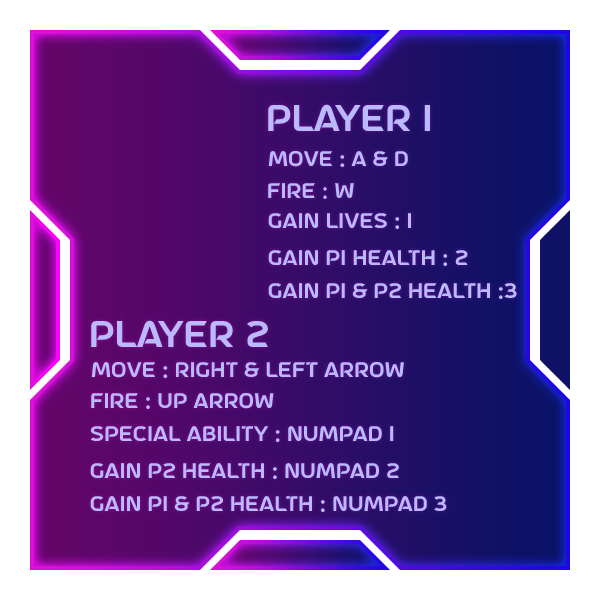 PLAYER 1
MOVE : A & D
FIRE : W
GAIN LIVES : 1
GAIN P1 HEALTH : 2
GAIN P1 & P2 HEALTH :3
PLAYER 2
MOVE : RIGHT & LEFT ARROW
FIRE : UP ARROW
SPECIAL ABILITY : NUMPAD 1
GAIN P2 HEALTH : NUMPAD 2
GAIN P1 & P2 HEALTH : NUMPAD 3